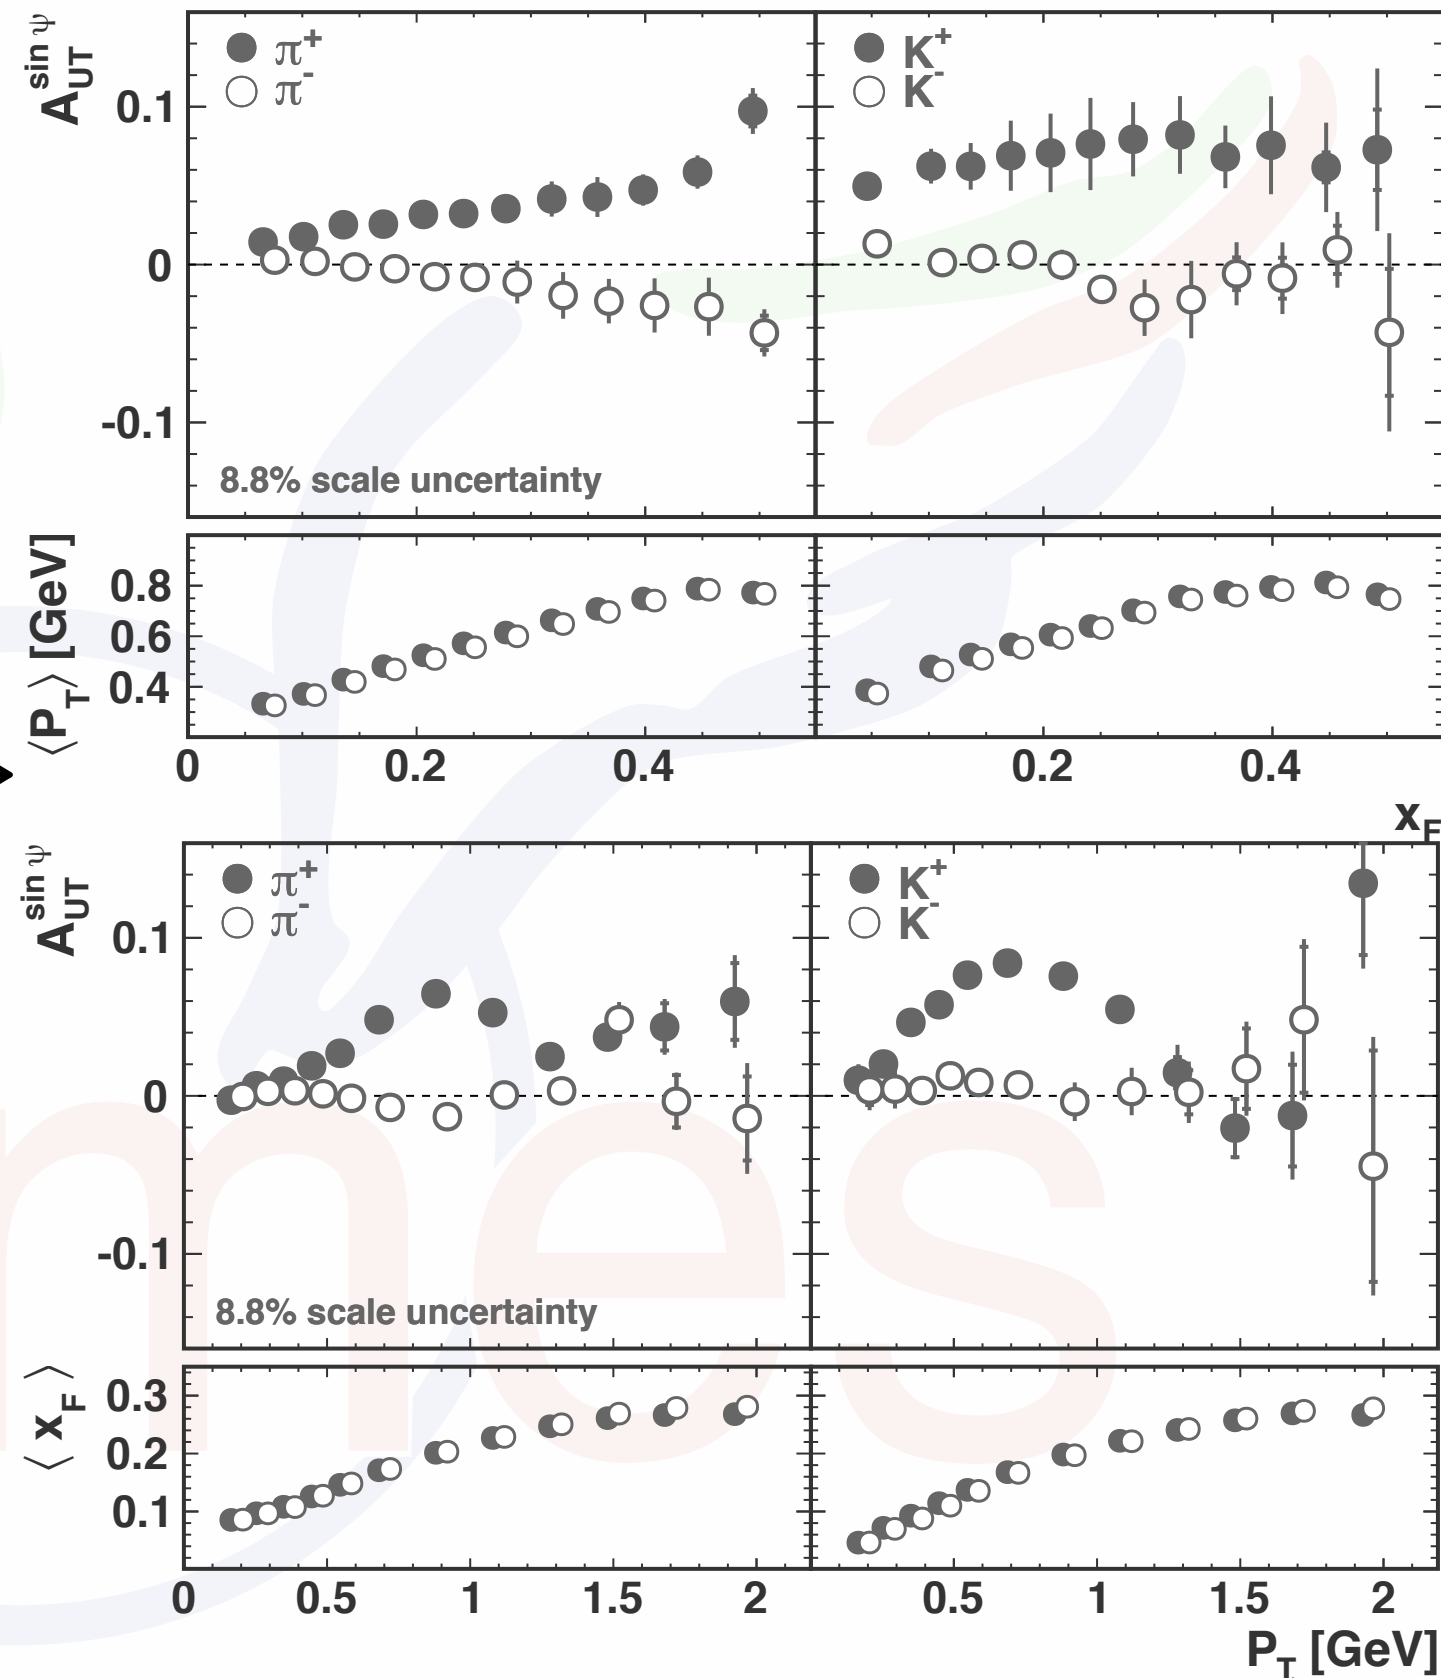 A_UT^sin ψ
π+
π-
K+
K-
0.1
0
-0.1
8.8% scale uncertainty
⟨P_T⟩ [GeV]
0.8
0.6
0.4
0 0.2 0.4 0.2 0.4
x_F
A_UT^sin ψ
π+
π-
K+
K-
0.1
0
-0.1
8.8% scale uncertainty
⟨ x_F ⟩
0.3
0.2
0.1
0 0.5 1 1.5 2 0.5 1 1.5 2
P_T [GeV]
mes